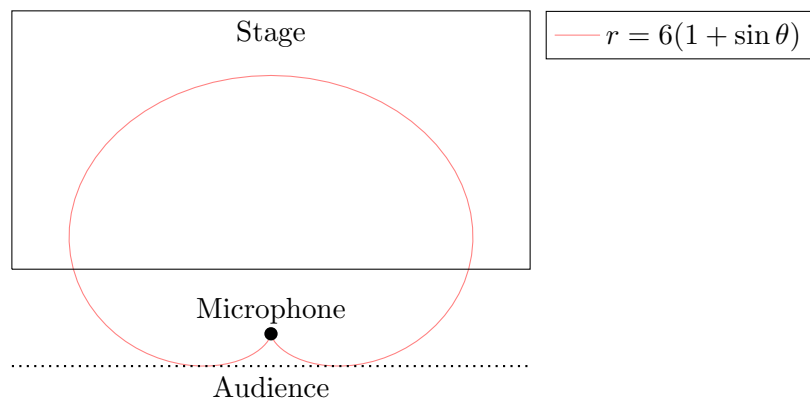 Stage
r = 6(1 + sin θ)
Microphone
Audience